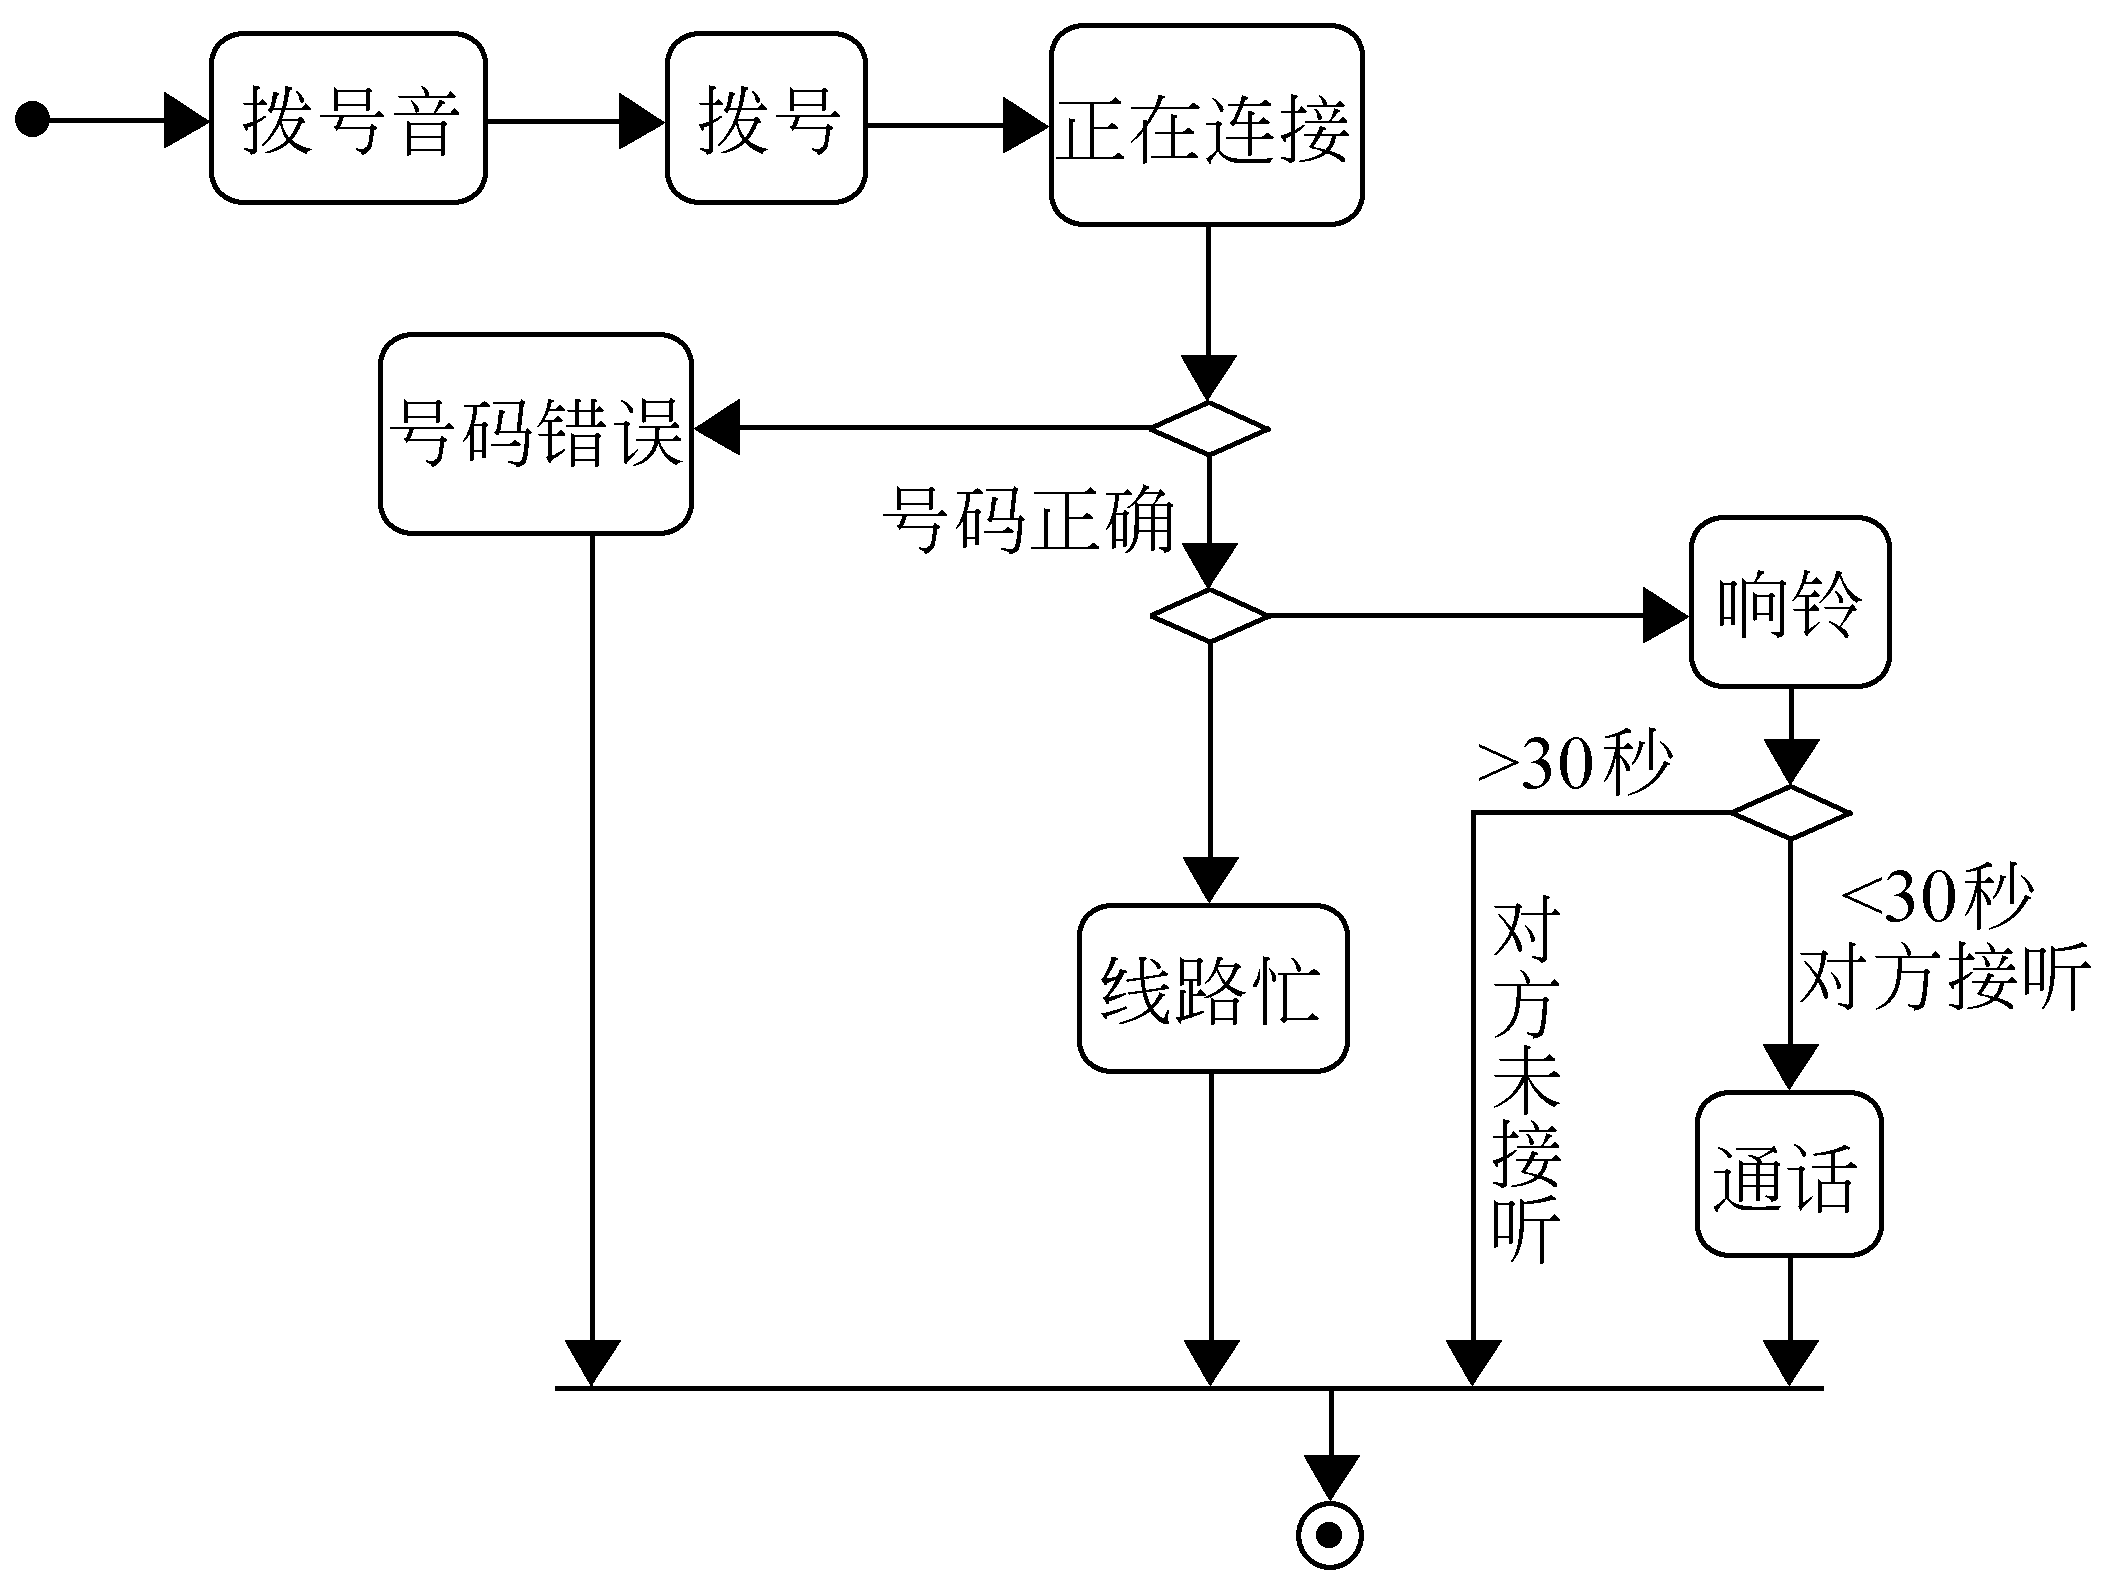 拨号音
拨号
正在连接
号码错误
号码正确
响铃
>30秒
<30秒
对方接听
对方未接听
线路忙
通话